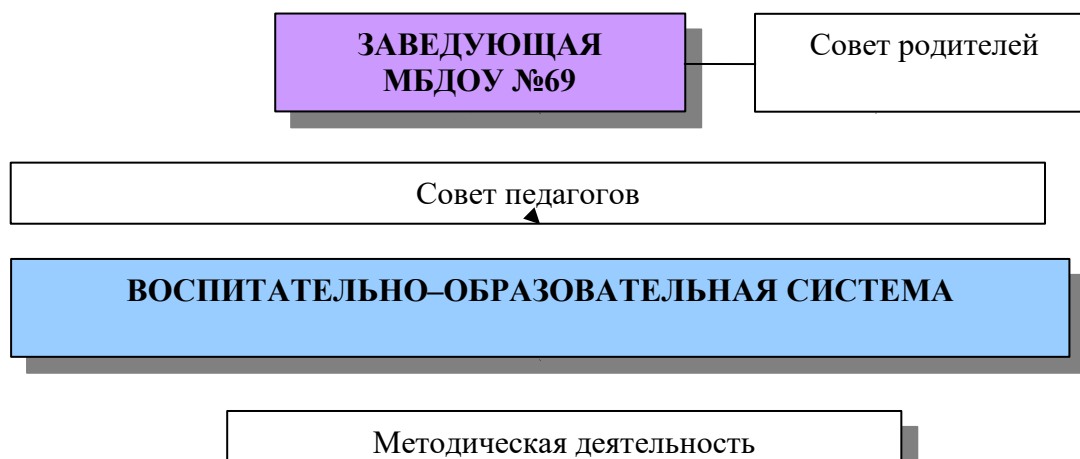 ЗАВЕДУЮЩАЯ
МБДОУ №69
Совет родителей
Совет педагогов
ВОСПИТАТЕЛЬНО–ОБРАЗОВАТЕЛЬНАЯ СИСТЕМА
Методическая деятельность